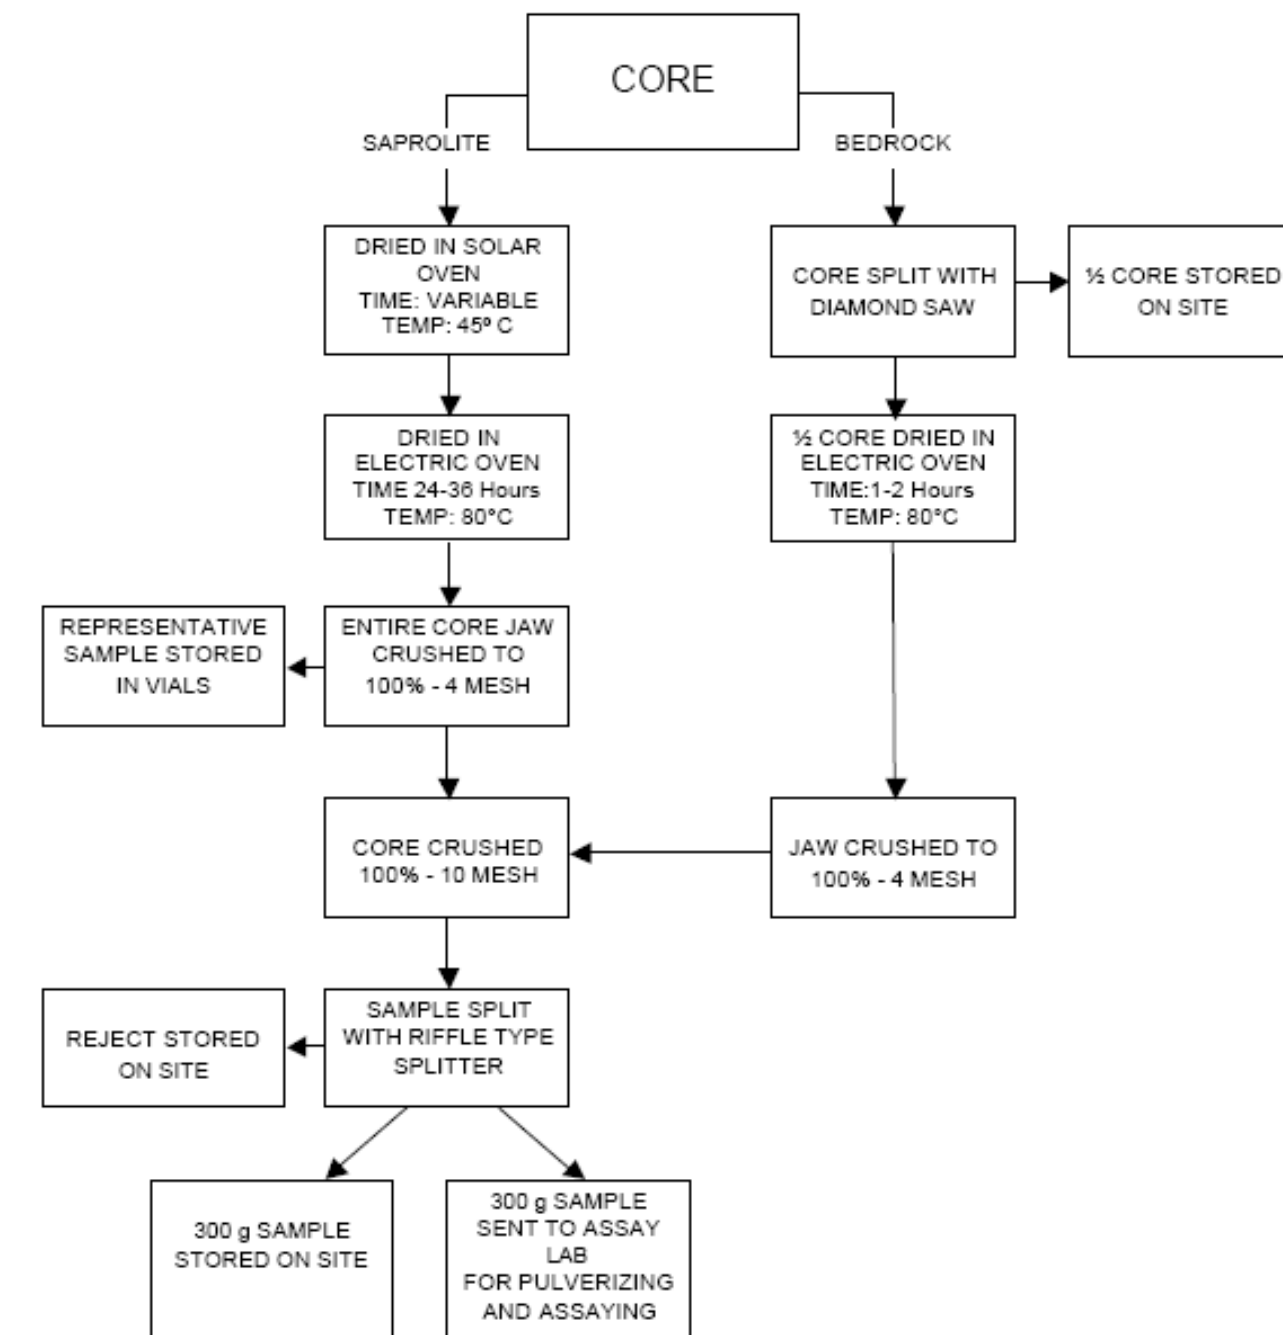 CORE
SAPROLITE
BEDROCK
DRIED IN SOLAR
OVEN
TIME: VARIABLE
TEMP: 45º C
CORE SPLIT WITH
DIAMOND SAW
½ CORE STORED
ON SITE
DRIED IN
ELECTRIC OVEN
TIME 24-36 Hours
TEMP: 80°C
½ CORE DRIED IN
ELECTRIC OVEN
TIME:1-2 Hours
TEMP: 80°C
REPRESENTATIVE
SAMPLE STORED
IN VIALS
ENTIRE CORE JAW
CRUSHED TO
100% - 4 MESH
CORE CRUSHED
100% - 10 MESH
JAW CRUSHED TO
100% - 4 MESH
REJECT STORED
ON SITE
SAMPLE SPLIT
WITH RIFFLE TYPE
SPLITTER
300 g SAMPLE
STORED ON SITE
300 g SAMPLE
SENT TO ASSAY
LAB
FOR PULVERIZING
AND ASSAYING